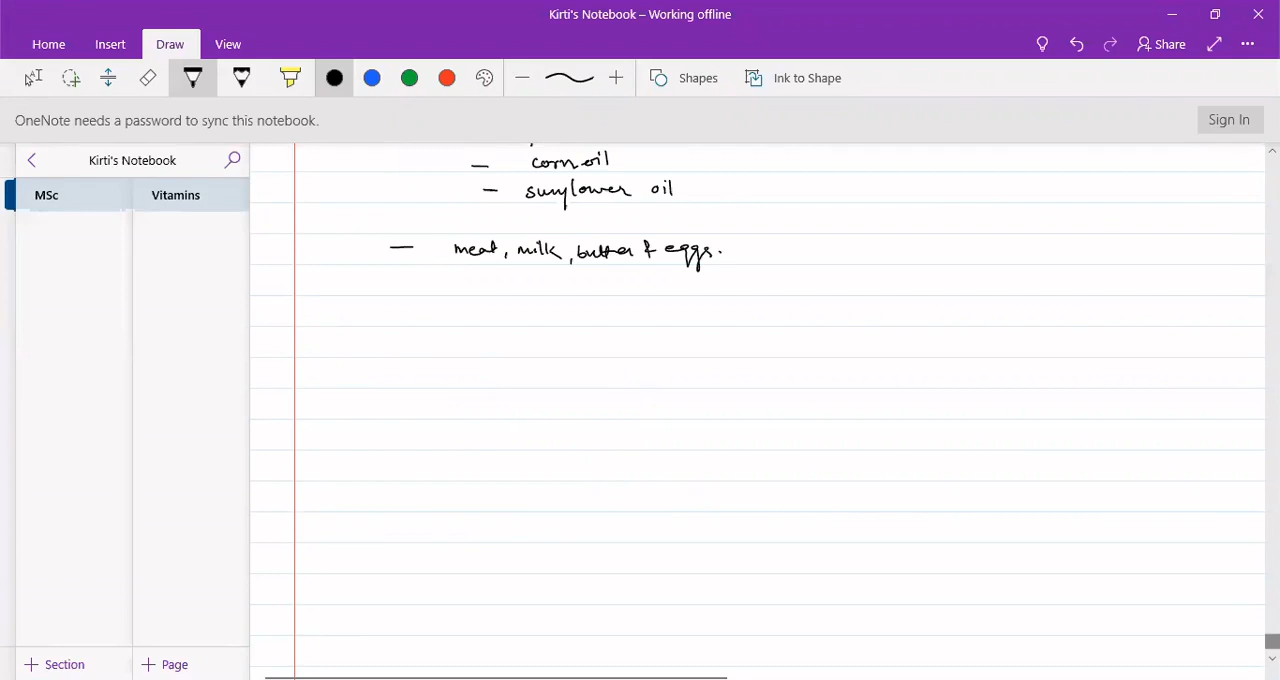 Kirti's Notebook – Working offline
Home Insert Draw View Share
Shapes Ink to Shape
OneNote needs a password to sync this notebook. Sign In
Kirti's Notebook
MSc Vitamins
— corn oil
— sunflower oil
— meat, milk, butter & eggs.
+ Section + Page